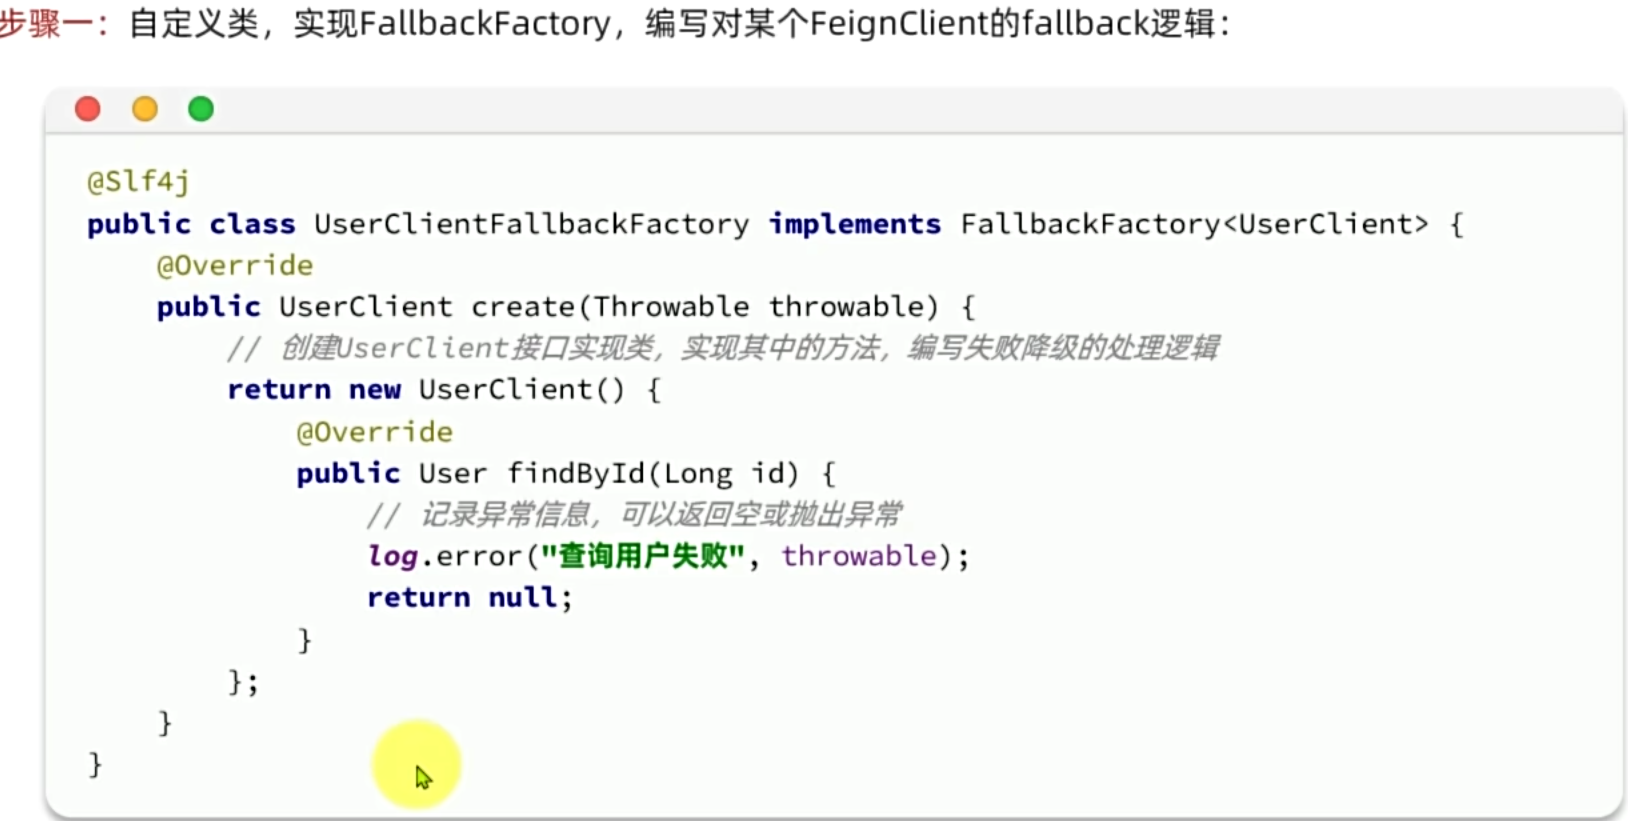 步骤一：自定义类，实现FallbackFactory，编写对某个FeignClient的fallback逻辑：
@Slf4j
public class UserClientFallbackFactory implements FallbackFactory<UserClient> {
@Override
public UserClient create(Throwable throwable) {
// 创建UserClient接口实现类，实现其中的方法，编写失败降级的处理逻辑
return new UserClient() {
@Override
public User findById(Long id) {
// 记录异常信息，可以返回空或抛出异常
log.error("查询用户失败", throwable);
return null;
}
};
}
}